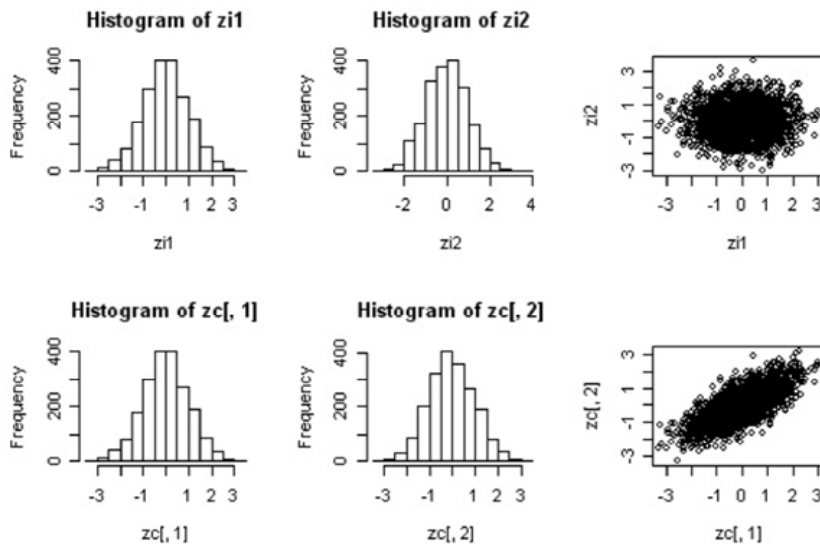 Histogram of zi1
Frequency
0 200 400
-3 -1 1 2 3
zi1
Histogram of zi2
Frequency
0 200 400
-2 0 2 4
zi2
zi2
-3 -1 1 3
-3 -1 0 1 2 3
zi1
Histogram of zc[, 1]
Frequency
0 200 400
-3 -1 1 2 3
zc[, 1]
Histogram of zc[, 2]
Frequency
0 200 400
-3 -1 0 1 2 3
zc[, 2]
zc[, 2]
-3 -1 1 3
-3 -1 0 1 2 3
zc[, 1]